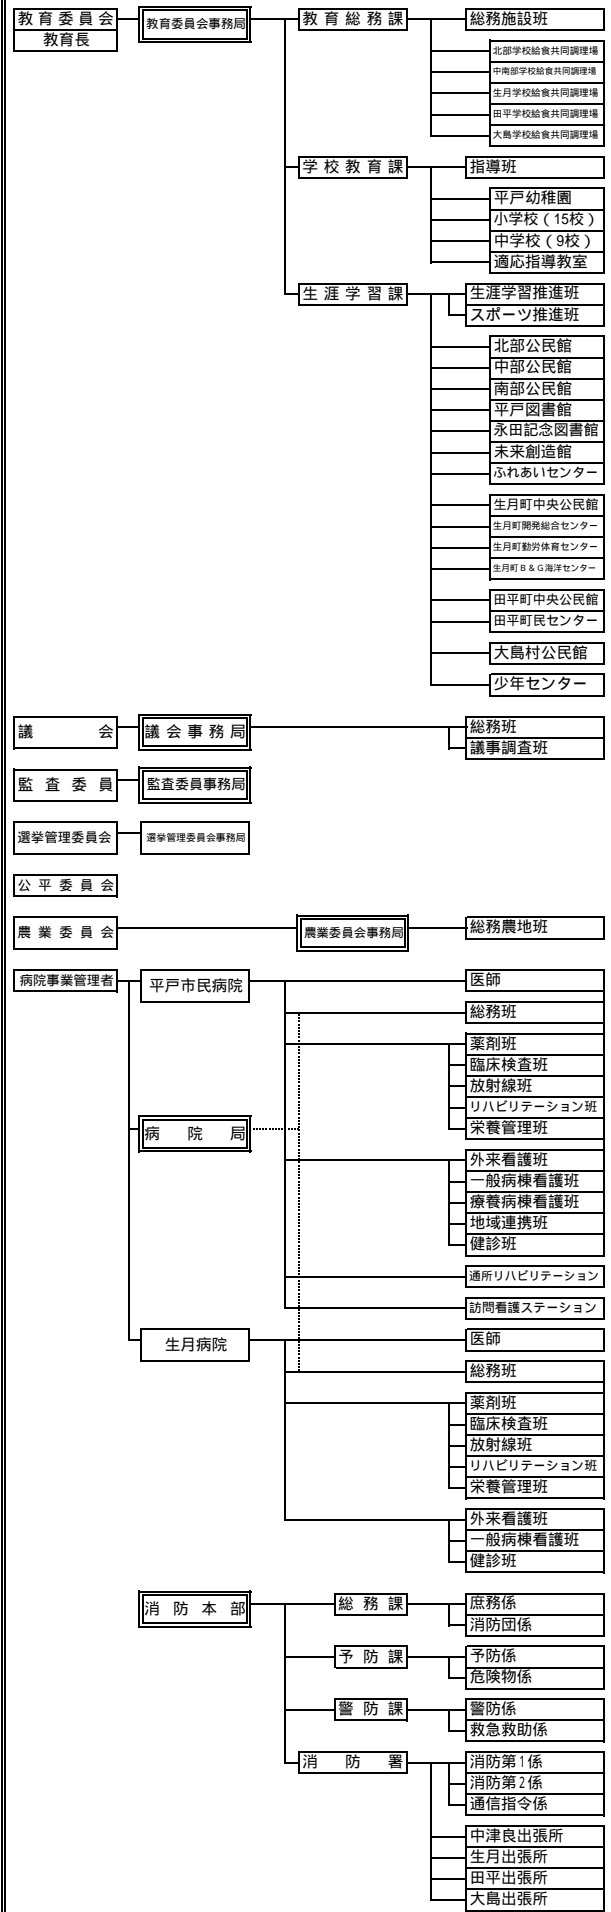 教育委員会 教育委員会事務局 教育総務課 総務施設班
教育長
北部学校給食共同調理場
中南部学校給食共同調理場
生月学校給食共同調理場
田平学校給食共同調理場
大島学校給食共同調理場
学校教育課 指導班
平戸幼稚園
小学校(15校)
中学校(9校)
適応指導教室
生涯学習課 生涯学習推進班
スポーツ推進班
北部公民館
中部公民館
南部公民館
平戸図書館
永田記念図書館
未来創造館
ふれあいセンター
生月町中央公民館
生月町開発総合センター
生月町勤労体育センター
生月町B&G海洋センター
田平町中央公民館
田平町民センター
大島村公民館
少年センター
議会 議会事務局 総務班
議事調査班
監査委員 監査委員事務局
選挙管理委員会 選挙管理委員会事務局
公平委員会
農業委員会 農業委員会事務局 総務農地班
病院事業管理者 平戸市民病院 医師
総務班
薬剤班
臨床検査班
放射線班
リハビリテーション班
病院局 栄養管理班
外来看護班
一般病棟看護班
療養病棟看護班
地域連携班
健診班
通所リハビリテーション
訪問看護ステーション
生月病院 医師
総務班
薬剤班
臨床検査班
放射線班
リハビリテーション班
栄養管理班
外来看護班
一般病棟看護班
健診班
消防本部 総務課 庶務係
消防団係
予防課 予防係
危険物係
警防課 警防係
救急救助係
消防署 消防第1係
消防第2係
通信指令係
中津良出張所
生月出張所
田平出張所
大島出張所